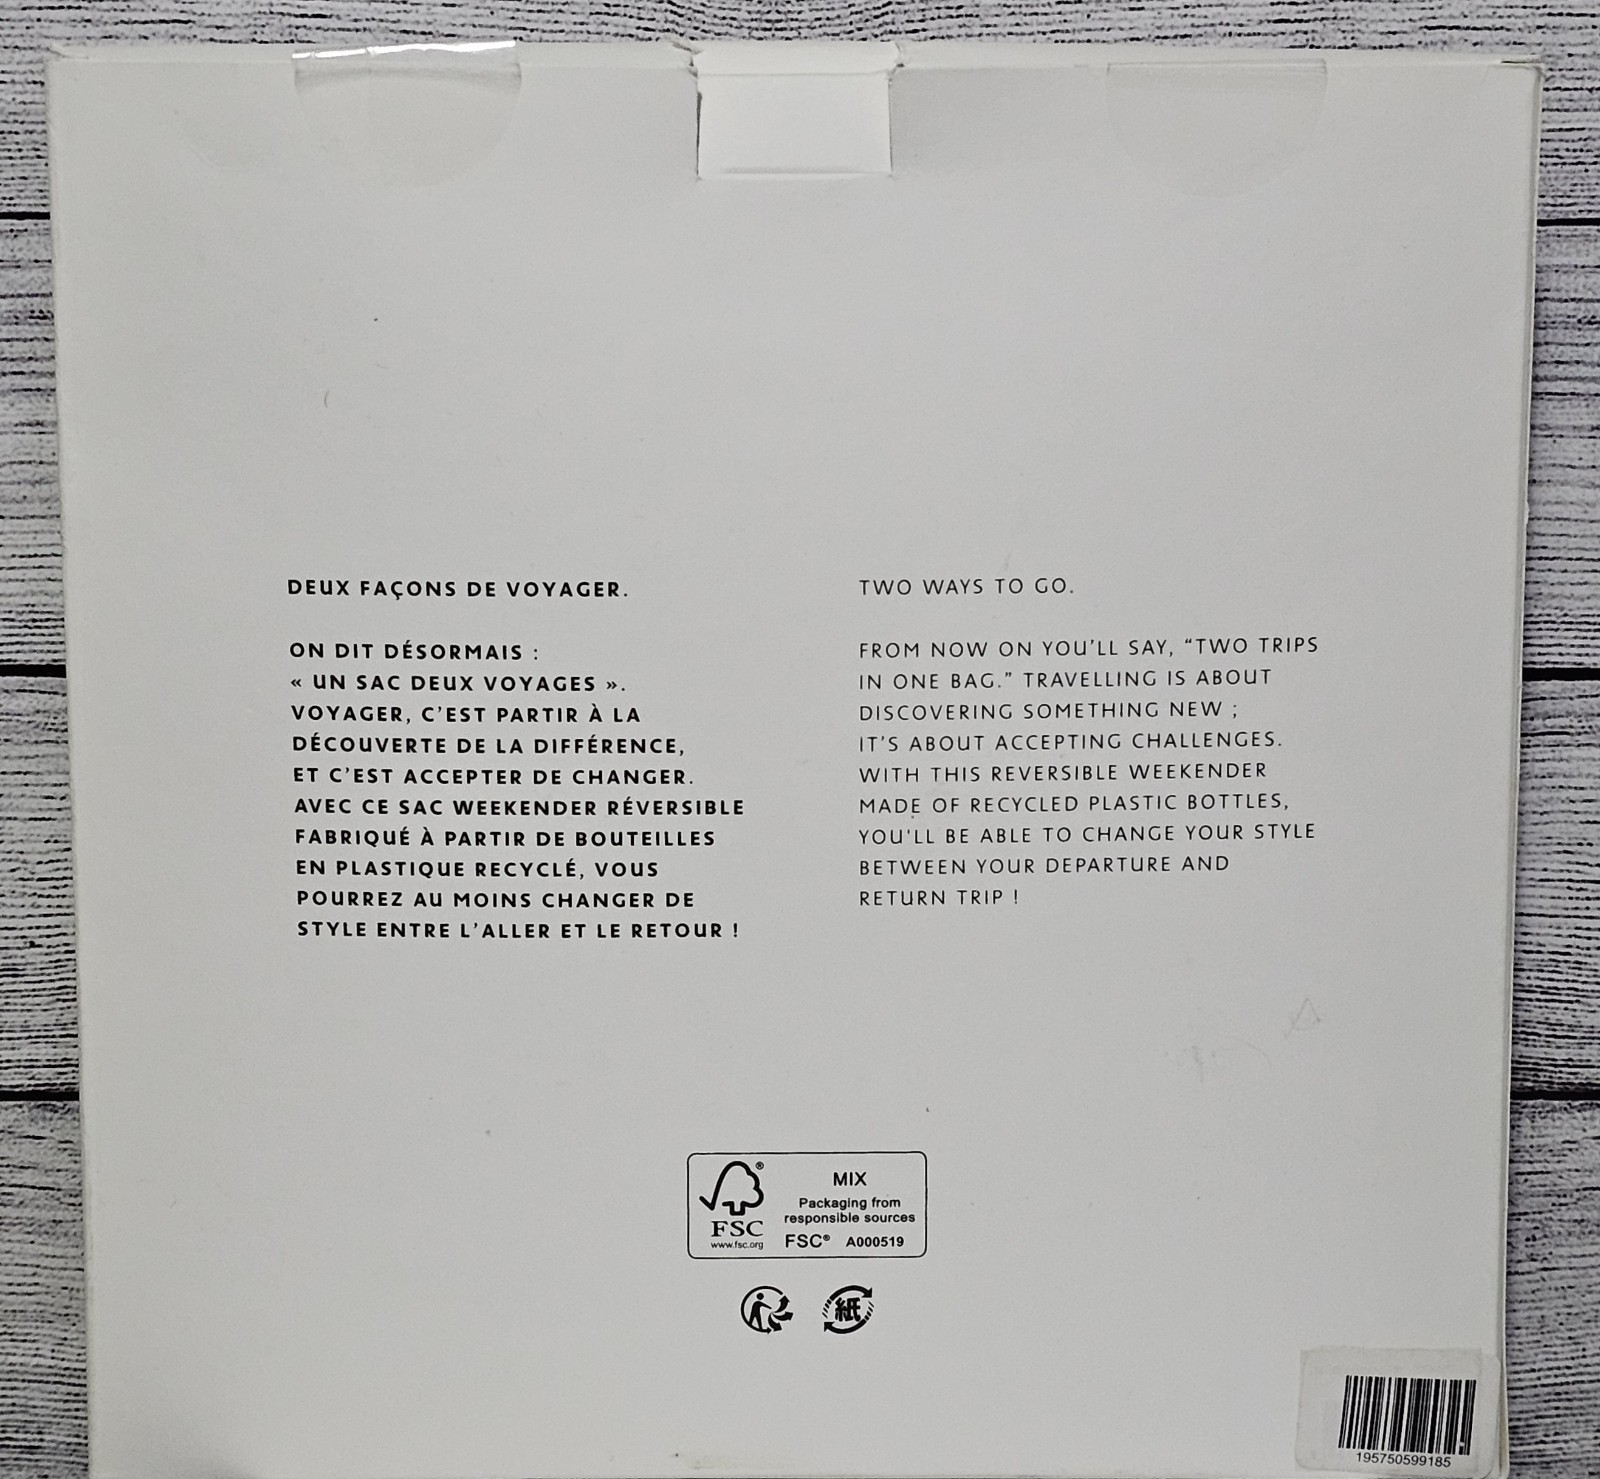 DEUX FAÇONS DE VOYAGER.
ON DIT DÉSORMAIS :
« UN SAC DEUX VOYAGES ».
VOYAGER, C'EST PARTIR À LA
DÉCOUVERTE DE LA DIFFÉRENCE,
ET C'EST ACCEPTER DE CHANGER.
AVEC CE SAC WEEKENDER RÉVERSIBLE
FABRIQUÉ À PARTIR DE BOUTEILLES
EN PLASTIQUE RECYCLÉ, VOUS
POURREZ AU MOINS CHANGER DE
STYLE ENTRE L'ALLER ET LE RETOUR !
TWO WAYS TO GO.
FROM NOW ON YOU'LL SAY, “TWO TRIPS
IN ONE BAG.” TRAVELLING IS ABOUT
DISCOVERING SOMETHING NEW ;
IT'S ABOUT ACCEPTING CHALLENGES.
WITH THIS REVERSIBLE WEEKENDER
MADE OF RECYCLED PLASTIC BOTTLES,
YOU'LL BE ABLE TO CHANGE YOUR STYLE
BETWEEN YOUR DEPARTURE AND
RETURN TRIP !
®
FSC
www.fsc.org
MIX
Packaging from
responsible sources
FSC® A000519
紙
195750599185